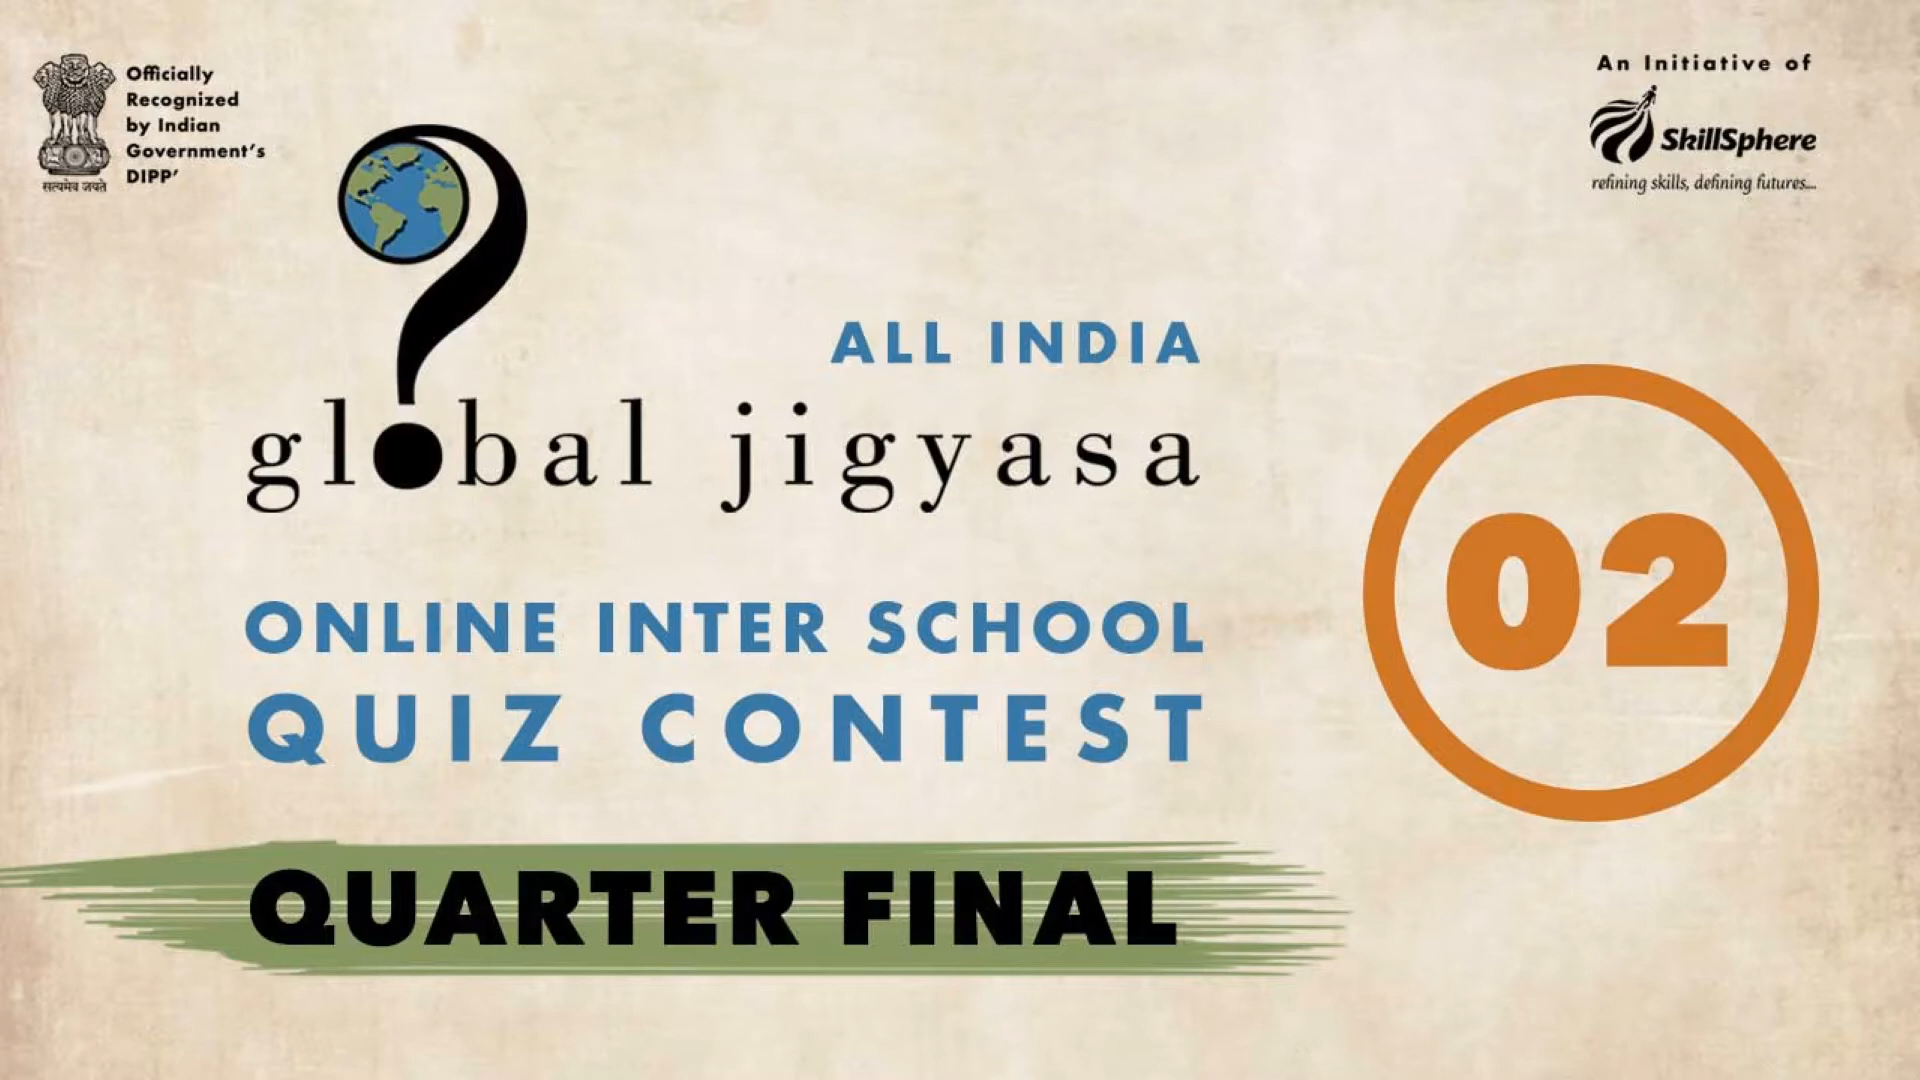 Officially
Recognized
by Indian
Government's
DIPP'
सत्यमेव जयते
An Initiative of
SkillSphere
refining skills, defining futures...
ALL INDIA
global jigyasa
ONLINE INTER SCHOOL
QUIZ CONTEST
02
QUARTER FINAL